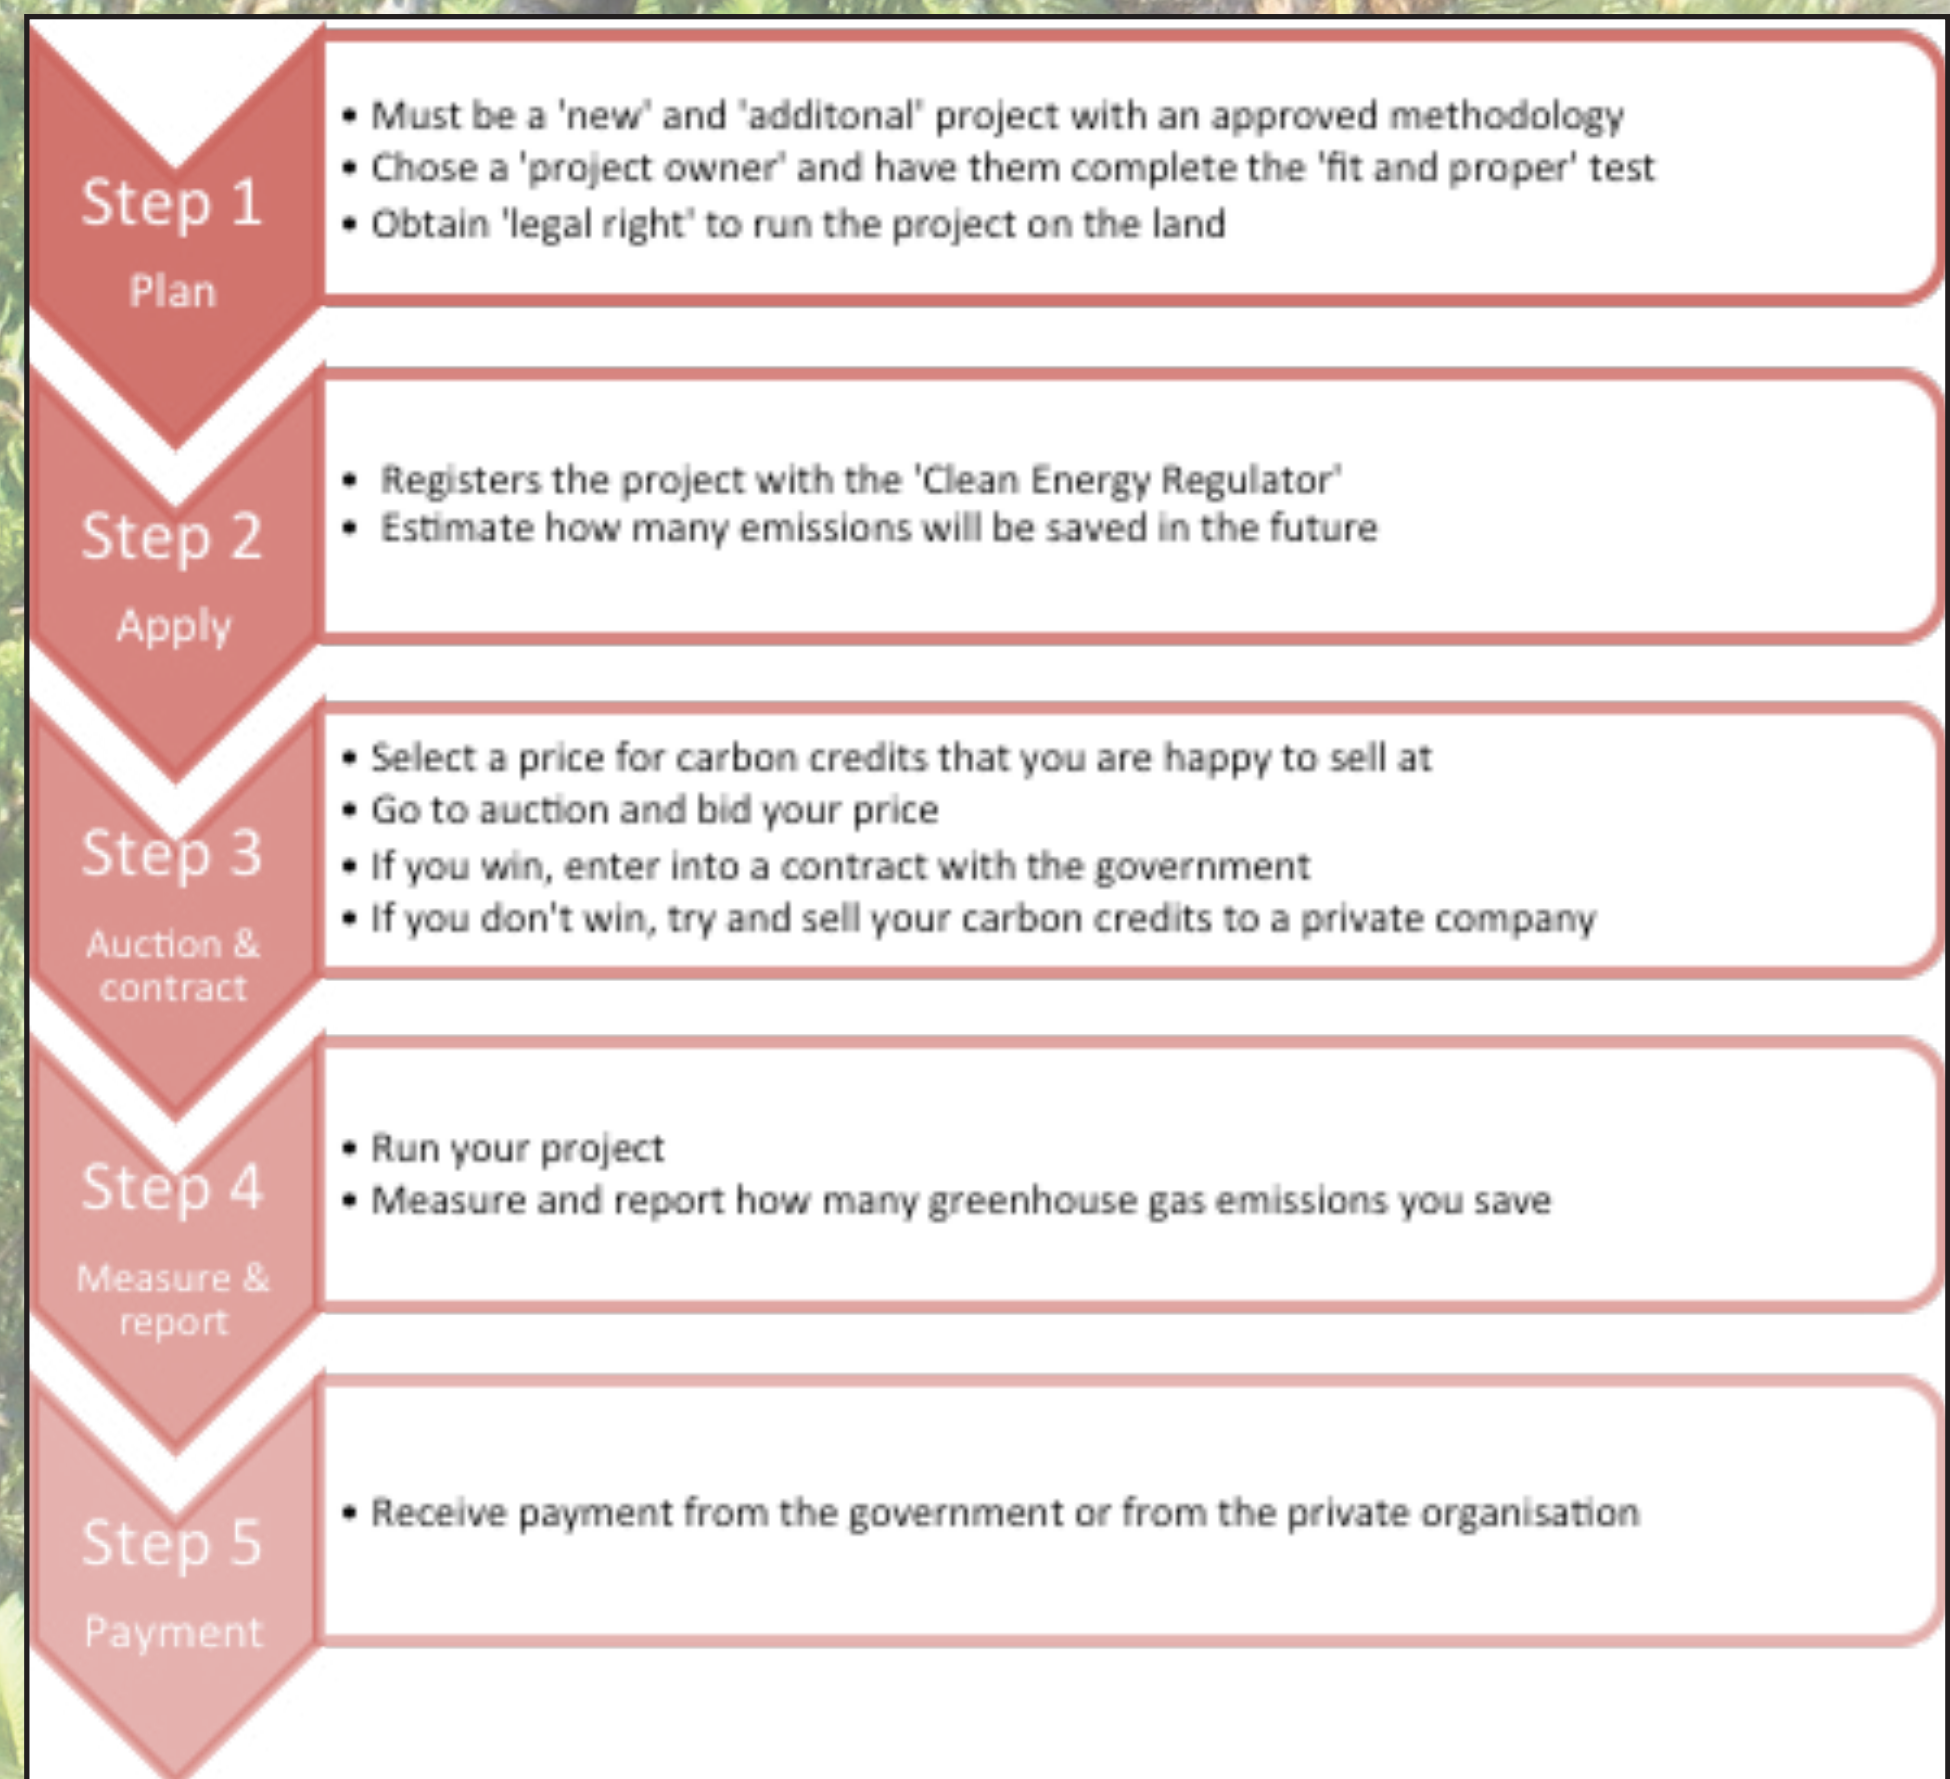 Step 1
Plan
• Must be a 'new' and 'additonal' project with an approved methodology
• Chose a 'project owner' and have them complete the 'fit and proper' test
• Obtain 'legal right' to run the project on the land
Step 2
Apply
• Registers the project with the 'Clean Energy Regulator'
• Estimate how many emissions will be saved in the future
Step 3
Auction &
contract
• Select a price for carbon credits that you are happy to sell at
• Go to auction and bid your price
• If you win, enter into a contract with the government
• If you don't win, try and sell your carbon credits to a private company
Step 4
Measure &
report
• Run your project
• Measure and report how many greenhouse gas emissions you save
Step 5
Payment
• Receive payment from the government or from the private organisation